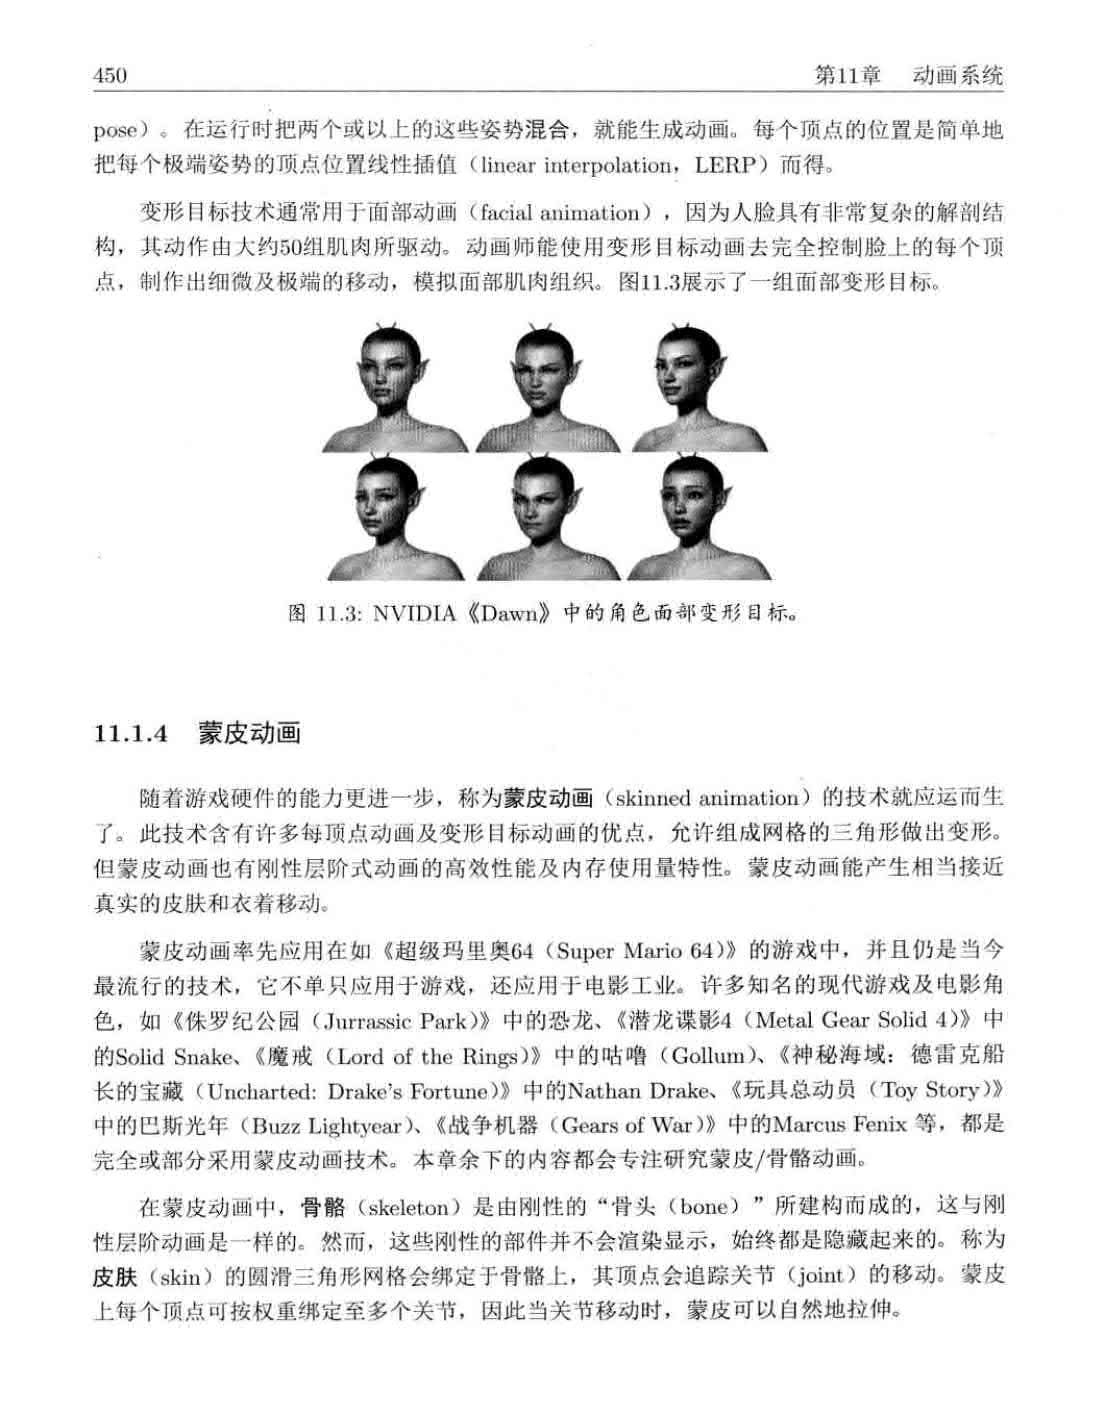 450
第11章 动画系统
pose）。在运行时把两个或以上的这些姿势混合，就能生成动画。每个顶点的位置是简单地
把每个极端姿势的顶点位置线性插值（linear interpolation，LERP）而得。
变形目标技术通常用于面部动画（facial animation），因为人脸具有非常复杂的解剖结
构，其动作由大约50组肌肉所驱动。动画师能使用变形目标动画去完全控制脸上的每个顶
点，制作出细微及极端的移动，模拟面部肌肉组织。图11.3展示了一组面部变形目标。
图 11.3: NVIDIA《Dawn》中的角色面部变形目标。
11.1.4 蒙皮动画
随着游戏硬件的能力更进一步，称为蒙皮动画（skinned animation）的技术就应运而生
了。此技术含有许多每顶点动画及变形目标动画的优点，允许组成网格的三角形做出变形。
但蒙皮动画也有刚性层阶式动画的高效性能及内存使用量特性。蒙皮动画能产生相当接近
真实的皮肤和衣着移动。
蒙皮动画率先应用在如《超级玛里奥64（Super Mario 64）》的游戏中，并且仍是当今
最流行的技术，它不单只应用于游戏，还应用于电影工业。许多知名的现代游戏及电影角
色，如《侏罗纪公园（Jurrassic Park）》中的恐龙、《潜龙谍影4（Metal Gear Solid 4）》中
的Solid Snake、《魔戒（Lord of the Rings）》中的咕噜（Gollum）、《神秘海域：德雷克船
长的宝藏（Uncharted: Drake's Fortune）》中的Nathan Drake、《玩具总动员（Toy Story）》
中的巴斯光年（Buzz Lightyear）、《战争机器（Gears of War）》中的Marcus Fenix 等，都是
完全或部分采用蒙皮动画技术。本章余下的内容都会专注研究蒙皮/骨骼动画。
在蒙皮动画中，骨骼（skeleton）是由刚性的“骨头（bone）”所建构而成的，这与刚
性层阶动画是一样的。然而，这些刚性的部件并不会渲染显示，始终都是隐藏起来的。称为
皮肤（skin）的圆滑三角形网格会绑定于骨骼上，其顶点会追踪关节（joint）的移动。蒙皮
上每个顶点可按权重绑定至多个关节，因此当关节移动时，蒙皮可以自然地拉伸。